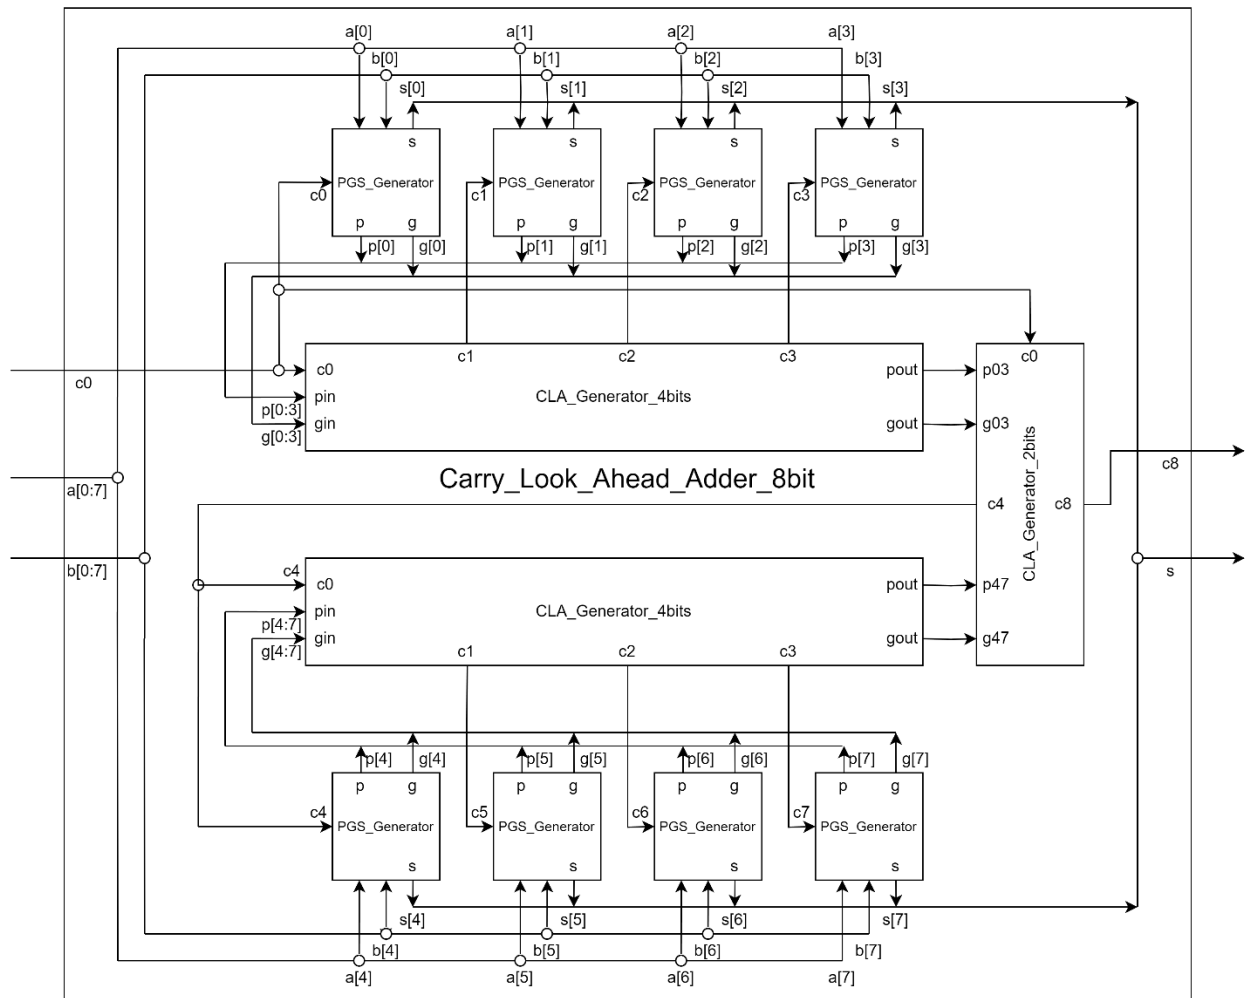 a[0] a[1] a[2] a[3]
b[0] b[1] b[2] b[3]
s[0] s[1] s[2] s[3]
s s s s
PGS_Generator PGS_Generator PGS_Generator PGS_Generator
c0 c1 c2 c3
p g p g p g p g
p[0] g[0] p[1] g[1] p[2] g[2] p[3] g[3]
c1 c2 c3 c0
c0 c0 pout p03
pin CLA_Generator_4bits
p[0:3] gin gout g03
g[0:3]
CLA_Generator_2bits
Carry_Look_Ahead_Adder_8bit
c8
a[0:7]
c4 c8
b[0:7] s
c4 c0 pout p47
pin CLA_Generator_4bits
p[4:7] gin gout g47
g[4:7] c1 c2 c3
p[4] g[4] p[5] g[5] p[6] g[6] p[7] g[7]
p g p g p g p g
c4 c5 c6 c7
PGS_Generator PGS_Generator PGS_Generator PGS_Generator
s s s s
s[4] s[5] s[6] s[7]
b[4] b[5] b[6] b[7]
a[4] a[5] a[6] a[7]